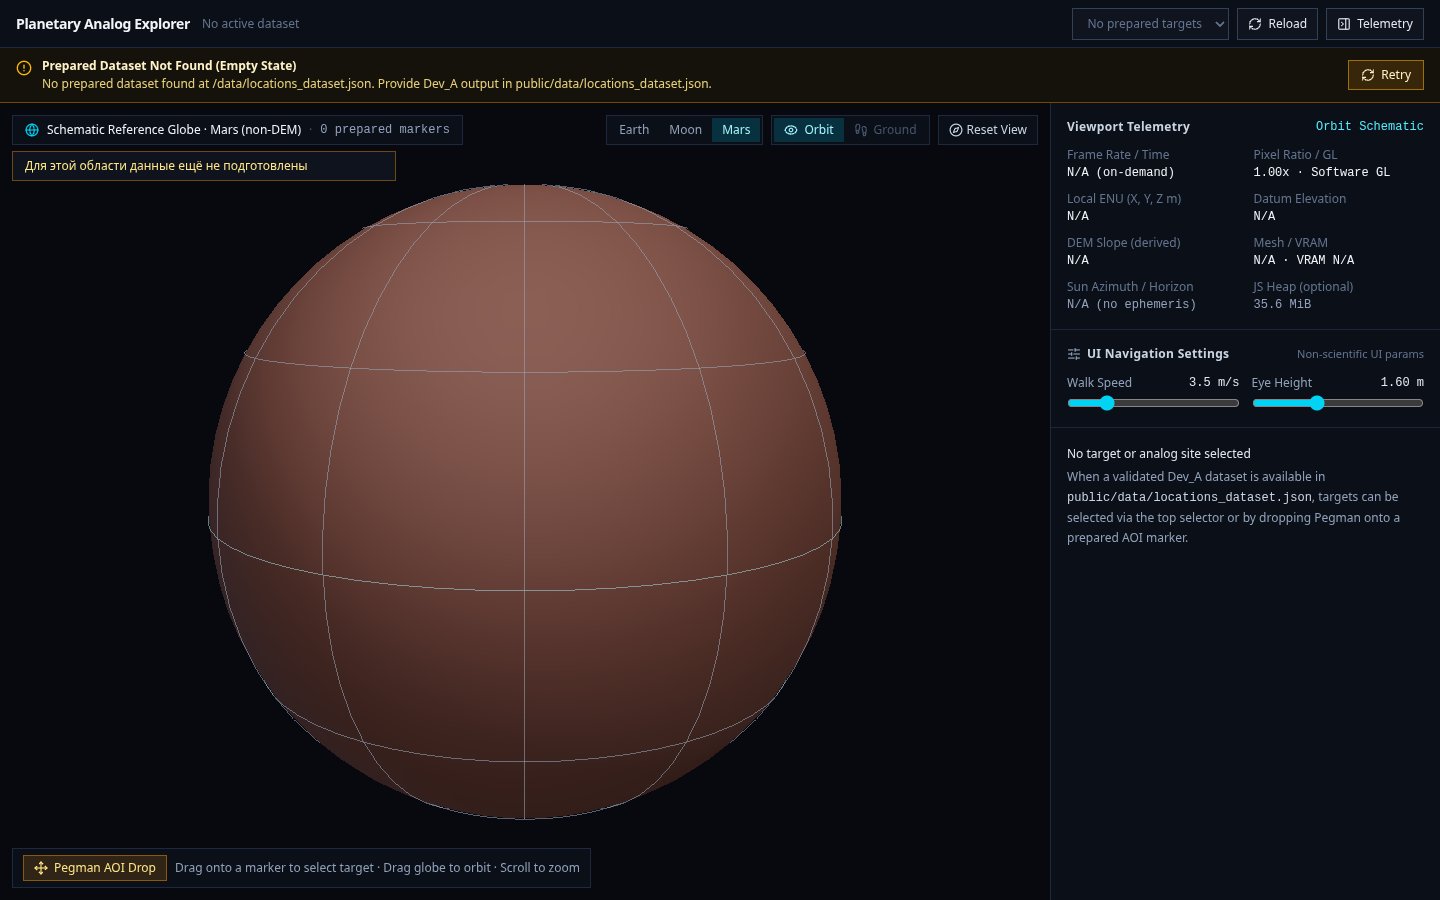 Planetary Analog Explorer No active dataset
No prepared targets Reload Telemetry
Prepared Dataset Not Found (Empty State)
No prepared dataset found at /data/locations_dataset.json. Provide Dev_A output in public/data/locations_dataset.json.
Retry
Schematic Reference Globe · Mars (non-DEM) · 0 prepared markers
Earth Moon Mars Orbit Ground Reset View
Для этой области данные ещё не подготовлены
Viewport Telemetry Orbit Schematic
Frame Rate / Time Pixel Ratio / GL
N/A (on-demand) 1.00x · Software GL
Local ENU (X, Y, Z m) Datum Elevation
N/A N/A
DEM Slope (derived) Mesh / VRAM
N/A N/A · VRAM N/A
Sun Azimuth / Horizon JS Heap (optional)
N/A (no ephemeris) 35.6 MiB
UI Navigation Settings Non-scientific UI params
Walk Speed 3.5 m/s Eye Height 1.60 m
No target or analog site selected
When a validated Dev_A dataset is available in
public/data/locations_dataset.json, targets can be
selected via the top selector or by dropping Pegman onto a
prepared AOI marker.
Pegman AOI Drop Drag onto a marker to select target · Drag globe to orbit · Scroll to zoom